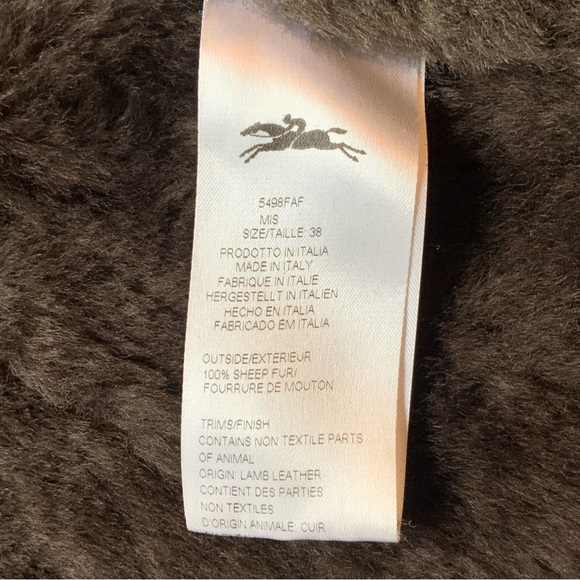 5498FAF
MIS
SIZE/TAILLE: 38
PRODOTTO IN ITALIA
MADE IN ITALY
FABRIQUE IN ITALIE
HERGESTELLT IN ITALIEN
HECHO EN ITALIA
FABRICADO EM ITALIA
OUTSIDE/EXTERIEUR
100% SHEEP FUR/
FOURRURE DE MOUTON
TRIMS/FINISH
CONTAINS NON TEXTILE PARTS
OF ANIMAL
ORIGIN: LAMB LEATHER
CONTIENT DES PARTIES
NON TEXTILES
D'ORIGIN ANIMALE: CUIR